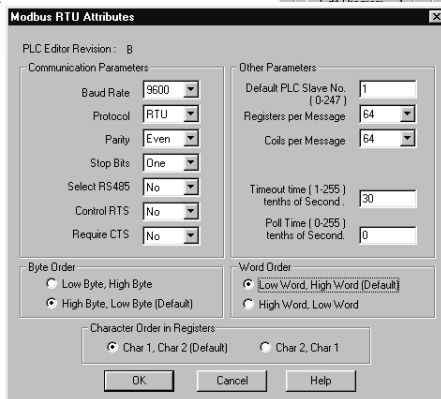 Modbus RTU Attributes
PLC Editor Revision : B
Communication Parameters
Baud Rate 9600
Protocol RTU
Parity Even
Stop Bits One
Select RS485 No
Control RTS No
Require CTS No
Other Parameters
Default PLC Slave No. 1
( 0-247 )
Registers per Message 64
Coils per Message 64
Timeout time ( 1-255 )
tenths of Second . 30
Poll Time ( 0-255 )
tenths of Second. 0
Byte Order
Low Byte, High Byte
High Byte, Low Byte (Default)
Word Order
Low Word, High Word (Default)
High Word, Low Word
Character Order in Registers
Char 1, Char 2 (Default) Char 2, Char 1
OK Cancel Help